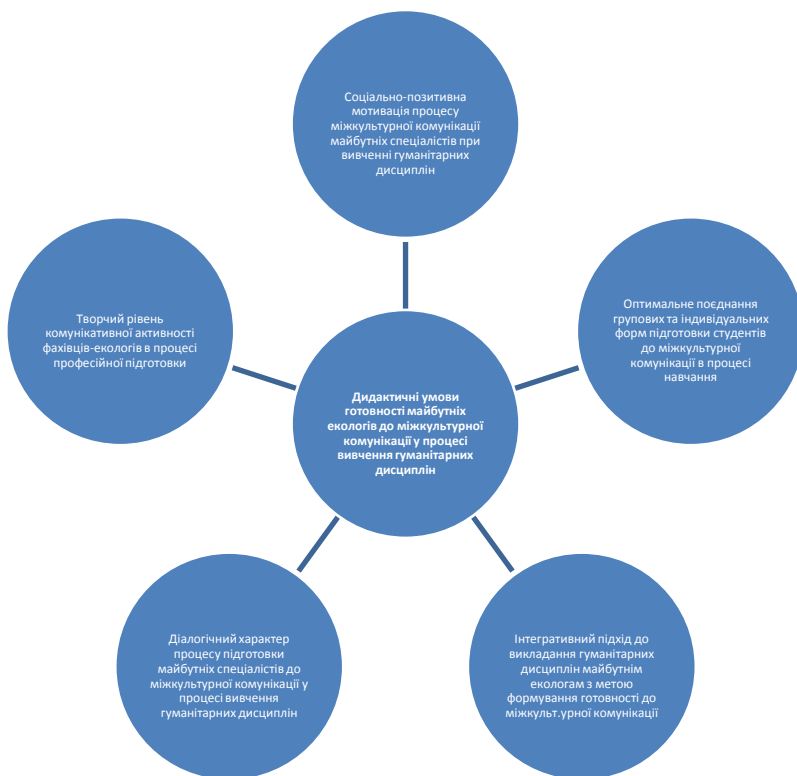 Соціально-позитивна
мотивація процесу
міжкультурної комунікації
майбутніх спеціалістів при
вивченні гуманітарних
дисциплін
Творчий рівень
комунікативної активності
фахівців-екологів в процесі
професійної підготовки
Оптимальне поєднання
групових та індивідуальних
форм підготовки студентів
до міжкультурної
комунікації в процесі
навчання
Дидактичні умови
готовності майбутніх
екологів до міжкультурної
комунікації у процесі
вивчення гуманітарних
дисциплін
Діалогічний характер
процесу підготовки
майбутніх спеціалістів до
міжкультурної комунікації у
процесі вивчення
гуманітарних дисциплін
Інтегративний підхід до
викладання гуманітарних
дисциплін майбутнім
екологам з метою
формування готовності до
міжкульт.урної комунікації